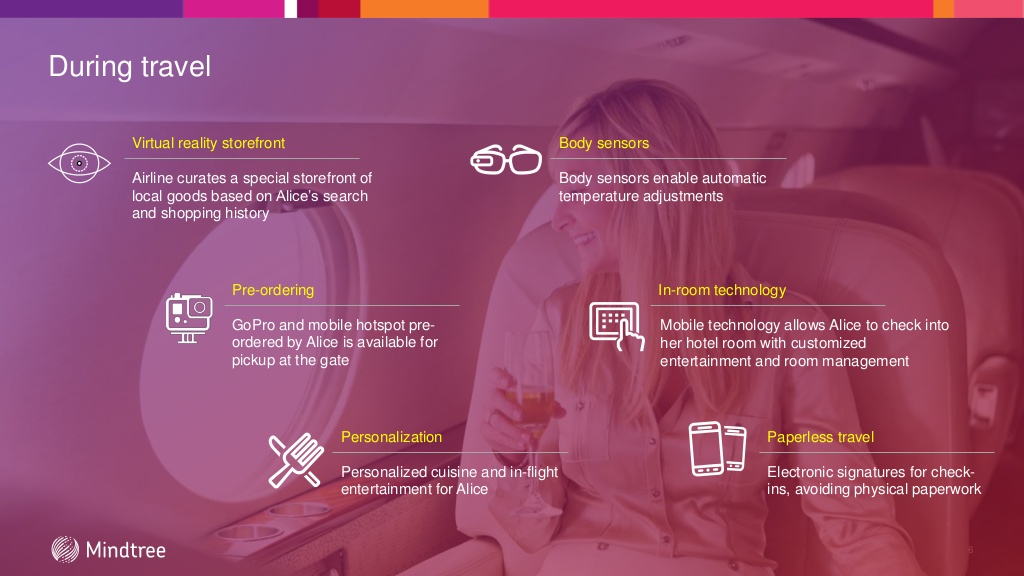 During travel
Virtual reality storefront
Airline curates a special storefront of
local goods based on Alice's search
and shopping history
Body sensors
Body sensors enable automatic
temperature adjustments
Pre-ordering
GoPro and mobile hotspot pre-
ordered by Alice is available for
pickup at the gate
In-room technology
Mobile technology allows Alice to check into
her hotel room with customized
entertainment and room management
Personalization
Personalized cuisine and in-flight
entertainment for Alice
Paperless travel
Electronic signatures for check-
ins, avoiding physical paperwork
Mindtree
6